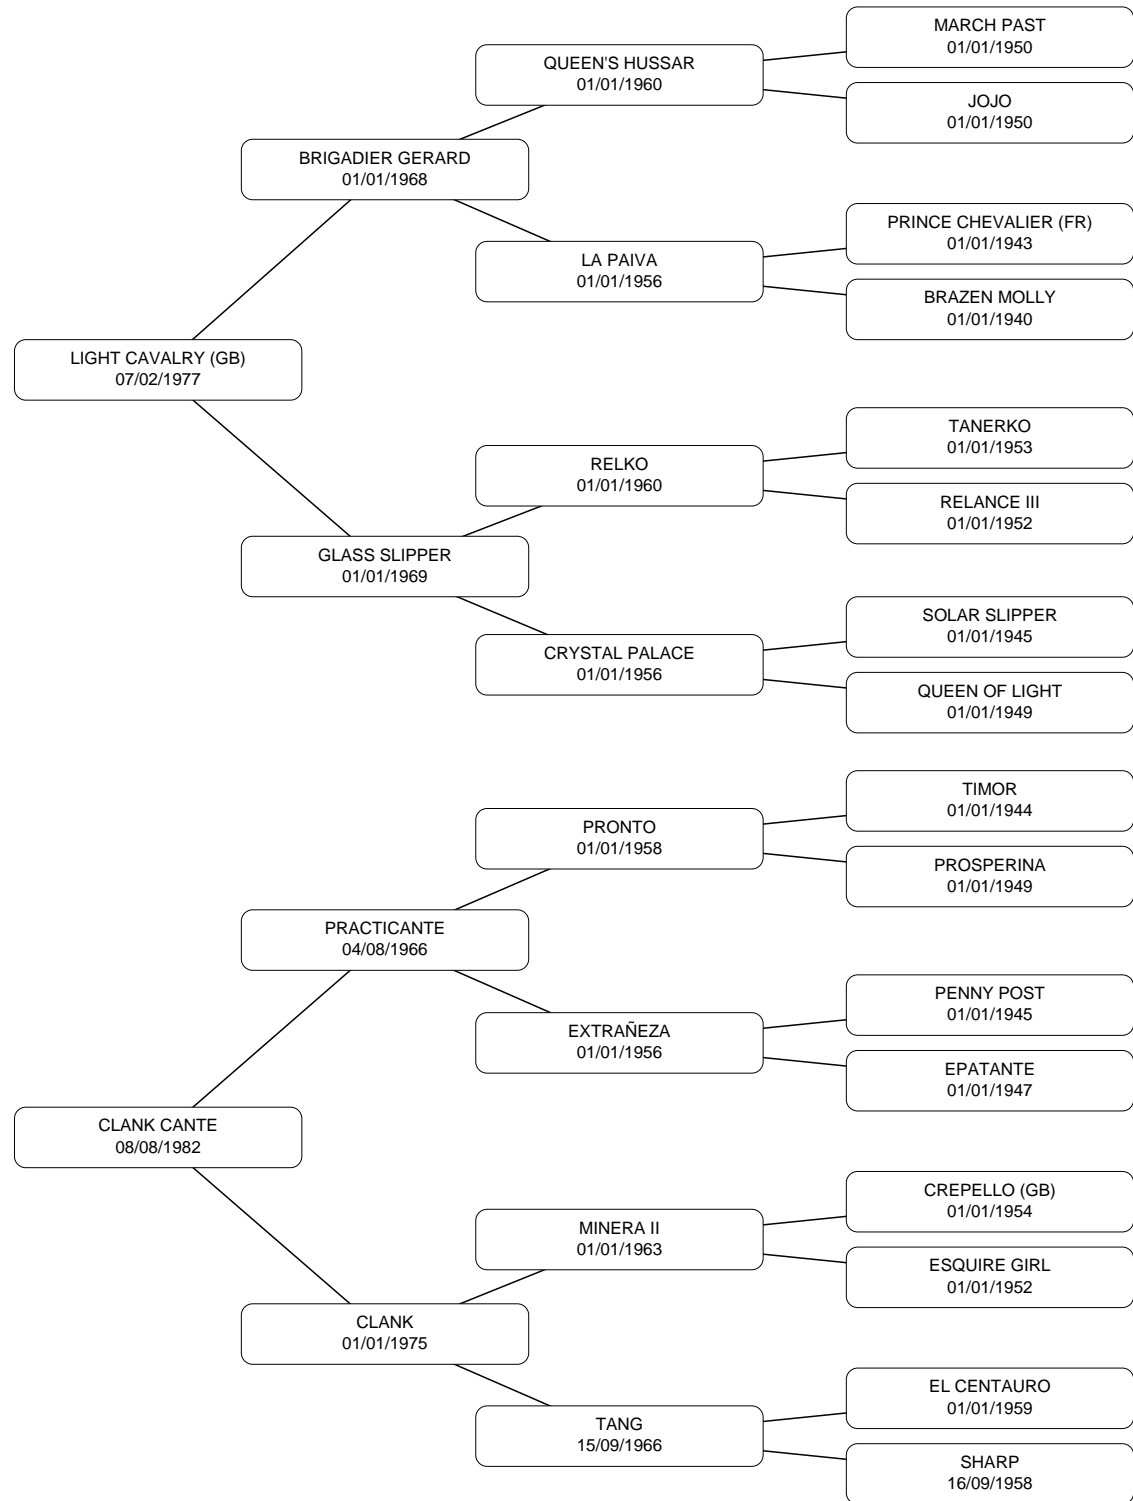 MARCH PAST
01/01/1950
QUEEN'S HUSSAR
01/01/1960
JOJO
01/01/1950
BRIGADIER GERARD
01/01/1968
PRINCE CHEVALIER (FR)
01/01/1943
LA PAIVA
01/01/1956
BRAZEN MOLLY
01/01/1940
LIGHT CAVALRY (GB)
07/02/1977
TANERKO
01/01/1953
RELKO
01/01/1960
RELANCE III
01/01/1952
GLASS SLIPPER
01/01/1969
SOLAR SLIPPER
01/01/1945
CRYSTAL PALACE
01/01/1956
QUEEN OF LIGHT
01/01/1949
TIMOR
01/01/1944
PRONTO
01/01/1958
PROSPERINA
01/01/1949
PRACTICANTE
04/08/1966
PENNY POST
01/01/1945
EXTRAÑEZA
01/01/1956
EPATANTE
01/01/1947
CLANK CANTE
08/08/1982
CREPELLO (GB)
01/01/1954
MINERA II
01/01/1963
ESQUIRE GIRL
01/01/1952
CLANK
01/01/1975
EL CENTAURO
01/01/1959
TANG
15/09/1966
SHARP
16/09/1958